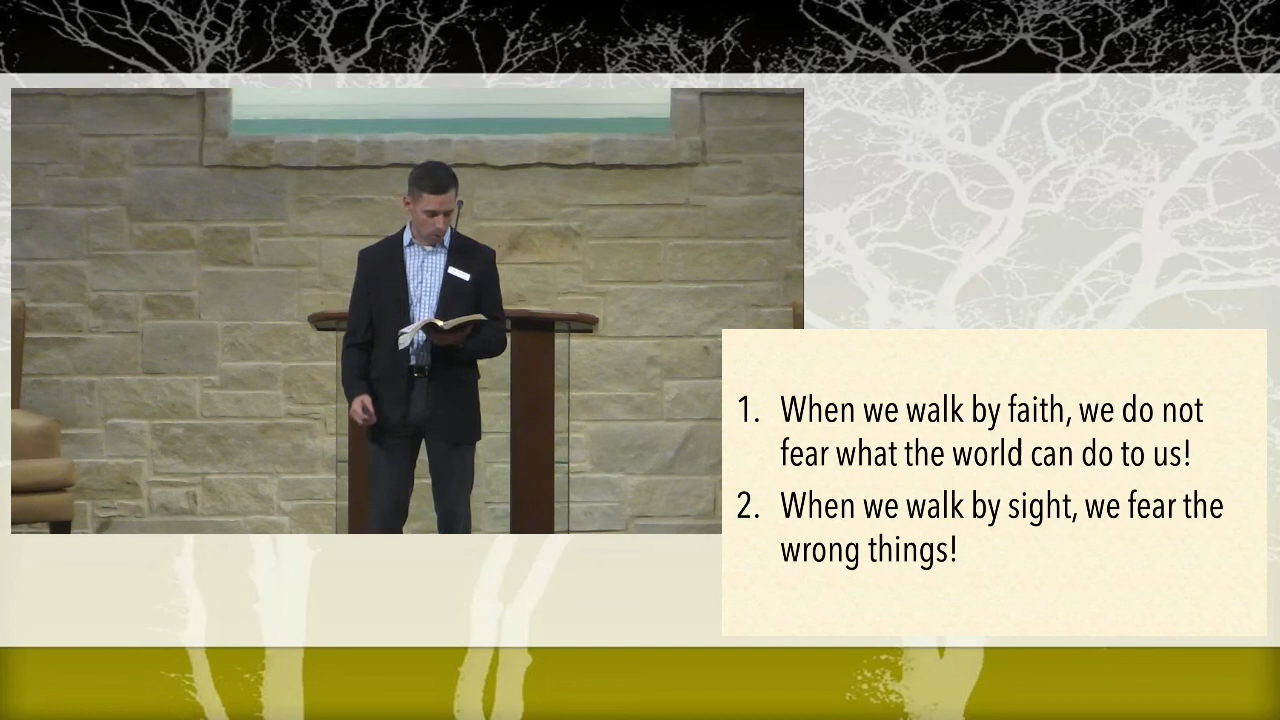 1. When we walk by faith, we do not
fear what the world can do to us!
2. When we walk by sight, we fear the
wrong things!